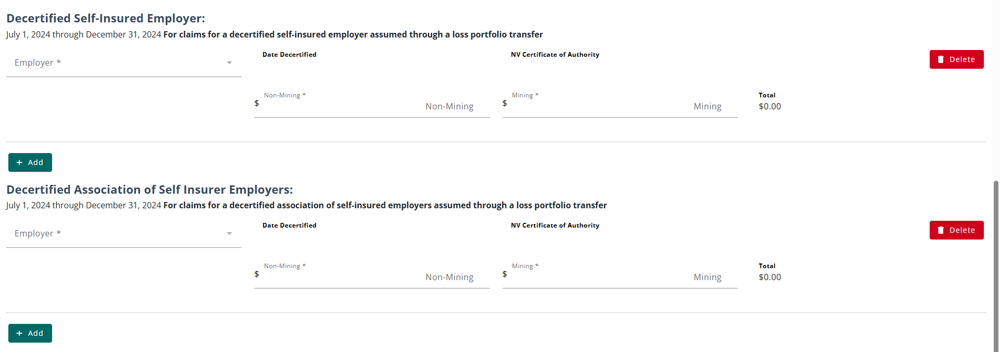 Decertified Self-Insured Employer:
July 1, 2024 through December 31, 2024 For claims for a decertified self-insured employer assumed through a loss portfolio transfer
Employer *
Date Decertified
NV Certificate of Authority
Delete
$ Non-Mining * Non-Mining
$ Mining * Mining
Total
$0.00
+ Add
Decertified Association of Self Insurer Employers:
July 1, 2024 through December 31, 2024 For claims for a decertified association of self-insured employers assumed through a loss portfolio transfer
Employer *
Date Decertified
NV Certificate of Authority
Delete
$ Non-Mining * Non-Mining
$ Mining * Mining
Total
$0.00
+ Add